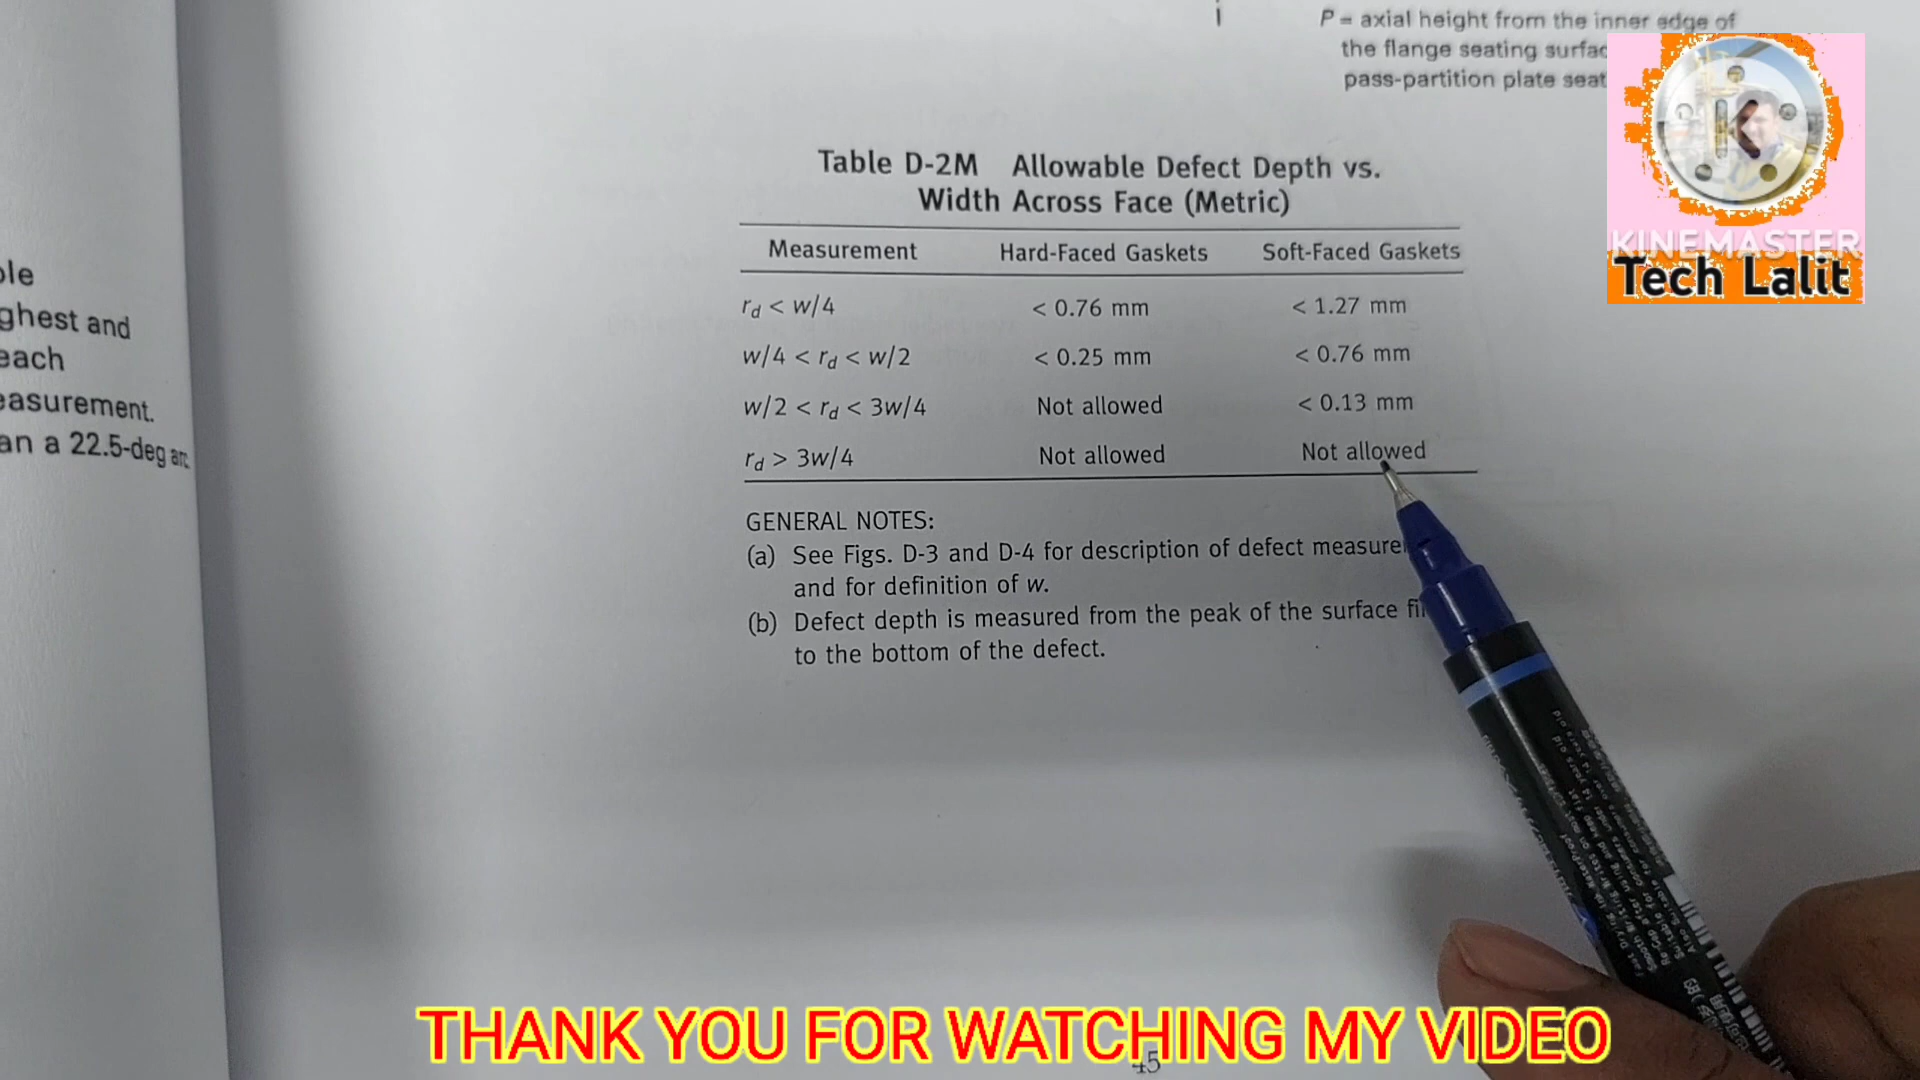 P = axial height from the inner edge of
the flange seating
pass-partition plate
KINEMASTER
Tech Lalit
Table D-2M Allowable Defect Depth vs.
Width Across Face (Metric)
Measurement Hard-Faced Gaskets Soft-Faced Gaskets
rd < w/4 < 0.76 mm < 1.27 mm
w/4 < rd < w/2 < 0.25 mm < 0.76 mm
w/2 < rd < 3w/4 Not allowed < 0.13 mm
rd > 3w/4 Not allowed Not allowed
GENERAL NOTES:
(a) See Figs. D-3 and D-4 for description of defect
and for definition of w.
(b) Defect depth is measured from the peak of the surface
to the bottom of the defect.
ghest and
each
easurement.
an a 22.5-deg arc
THANK YOU FOR WATCHING MY VIDEO
45